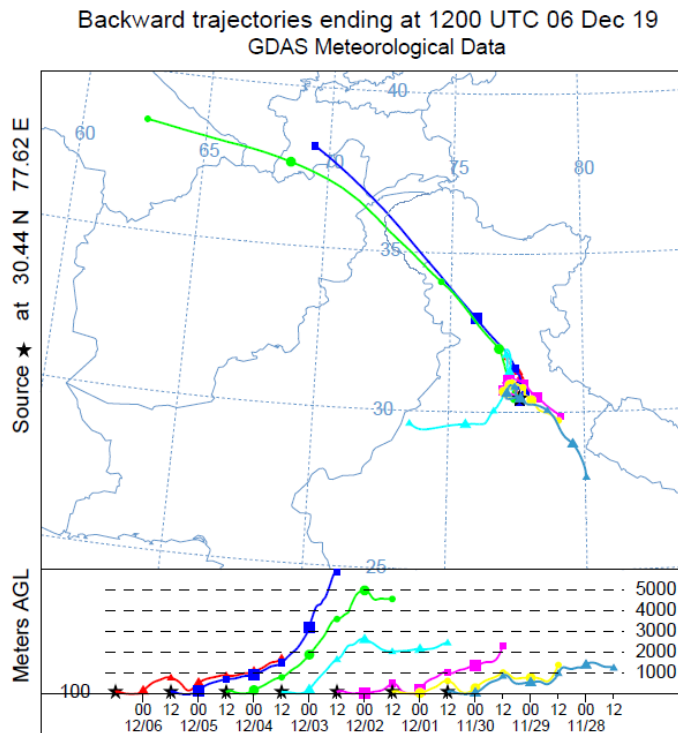 Backward trajectories ending at 1200 UTC 06 Dec 19
GDAS Meteorological Data
Source ★ at 30.44 N 77.62 E
60
65
70
75
80
40
35
30
25
Meters AGL
5000
4000
3000
2000
1000
100
00 12 00 12 00 12 00 12 00 12 00 12 00 12 00 12 00 12
12/06 12/05 12/04 12/03 12/02 12/01 11/30 11/29 11/28